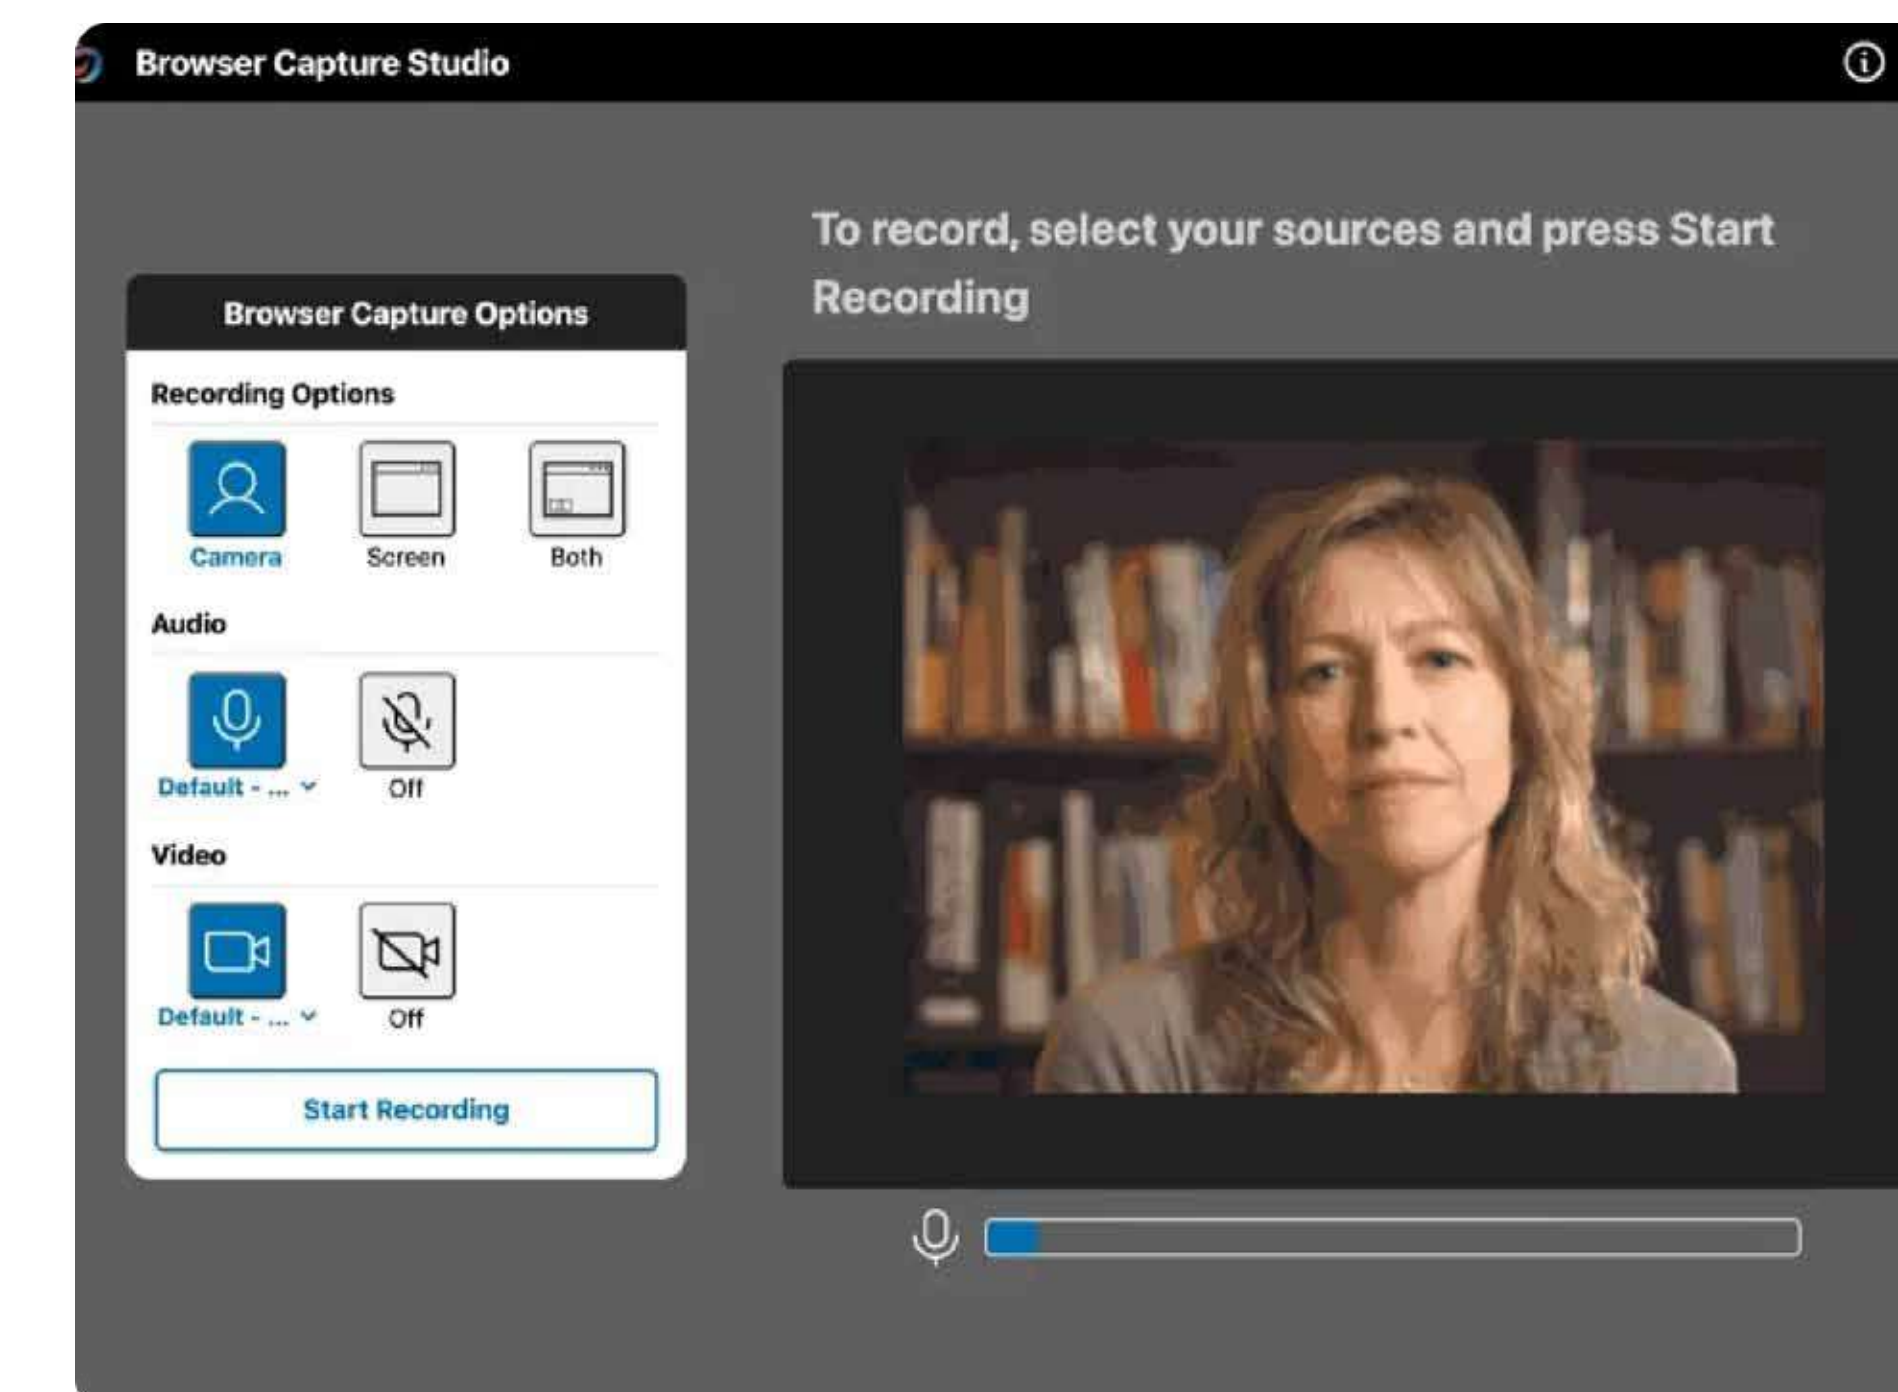 Browser Capture Studio
To record, select your sources and press Start
Recording
Browser Capture Options
Recording Options
Camera
Screen
Both
Audio
Default - ...
Off
Video
Default - ...
Off
Start Recording